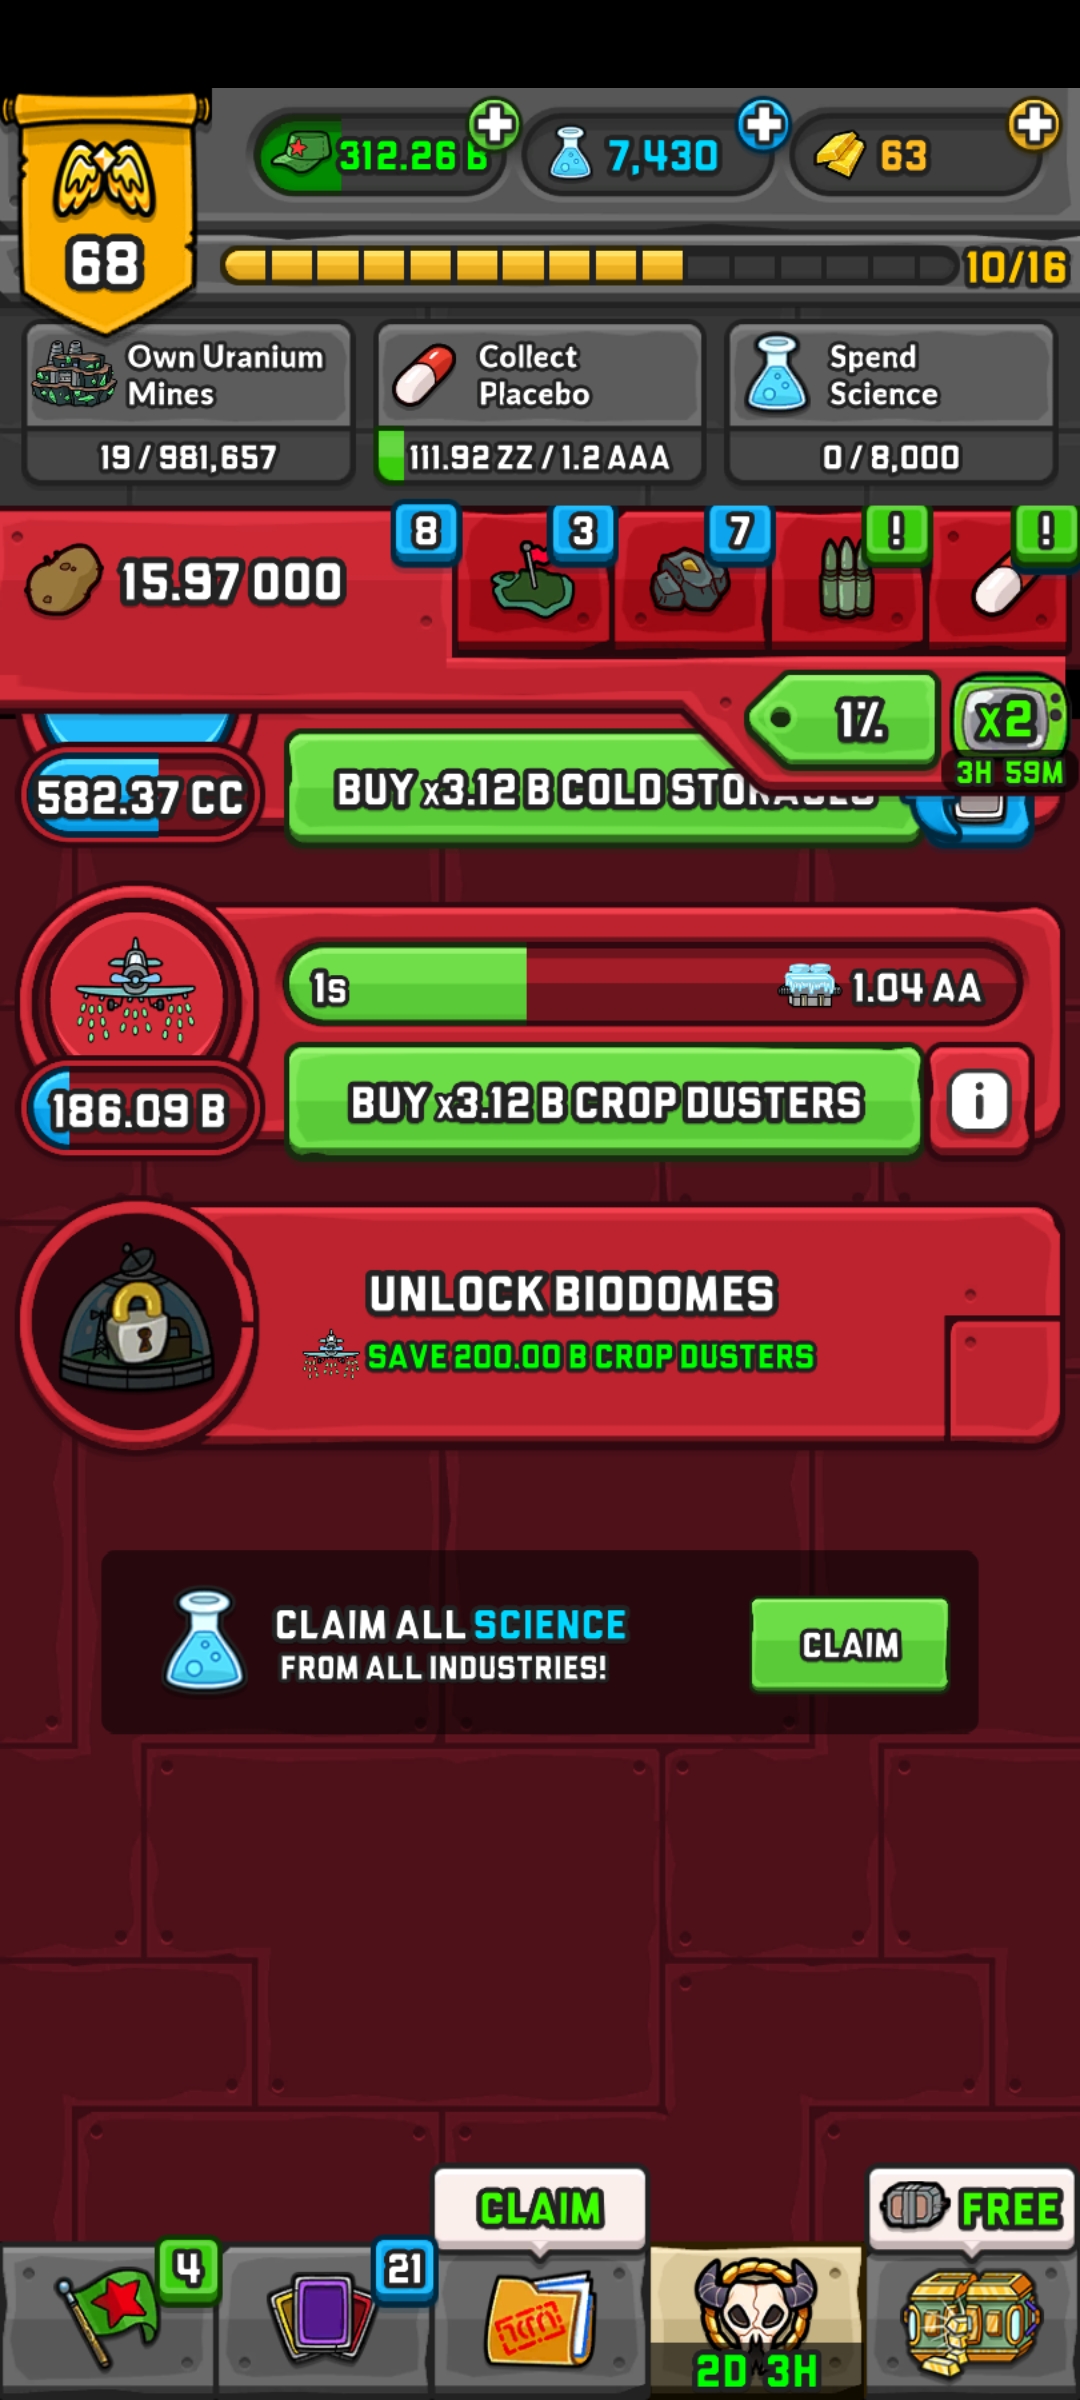 312.26 B
7,430
63
68
10/16
Own Uranium
Mines
19 / 981,657
Collect
Placebo
111.92 ZZ / 1.2 AAA
Spend
Science
0 / 8,000
15.97 OOO
8
3
7
!
!
1%
x2
3H 59M
582.37 CC
BUY x3.12 B COLD STORAGES
1s
1.04 AA
186.09 B
BUY x3.12 B CROP DUSTERS
i
UNLOCK BIODOMES
SAVE 200.00 B CROP DUSTERS
CLAIM ALL SCIENCE
FROM ALL INDUSTRIES!
CLAIM
CLAIM
FREE
4
21
2D 3H